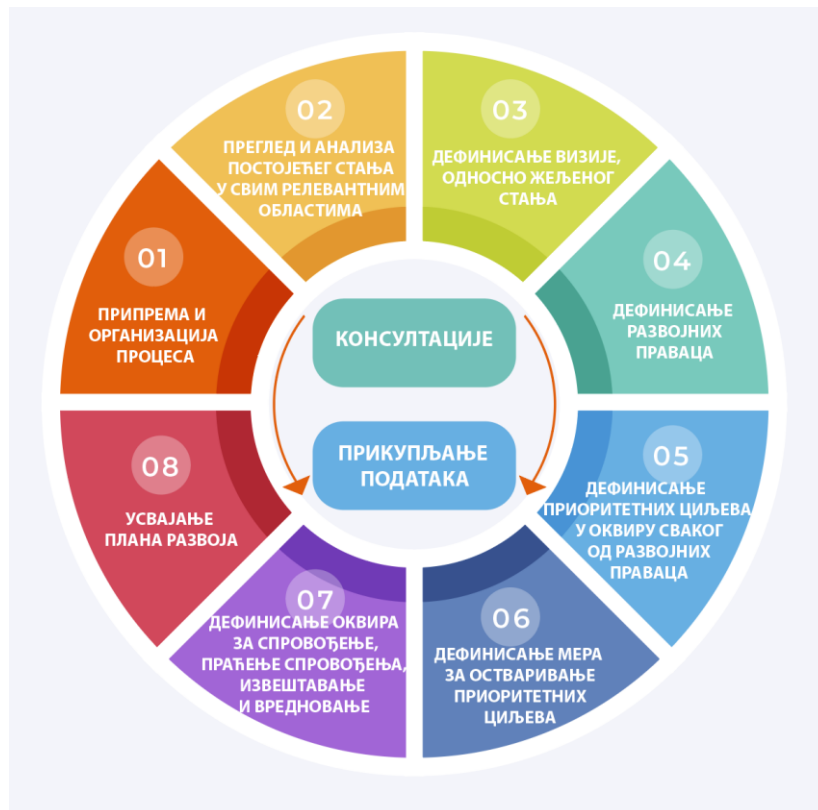 01
ПРИПРЕМА И
ОРГАНИЗАЦИЈА
ПРОЦЕСА
02
ПРЕГЛЕД И АНАЛИЗА
ПОСТОЈЕЋЕГ СТАЊА
У СВИМ РЕЛЕВАНТНИМ
ОБЛАСТИМА
03
ДЕФИНИСАЊЕ ВИЗИЈЕ,
ОДНОСНО ЖЕЉЕНОГ
СТАЊА
04
ДЕФИНИСАЊЕ
РАЗВОЈНИХ
ПРАВАЦА
05
ДЕФИНИСАЊЕ
ПРИОРИТЕТНИХ ЦИЉЕВА
У ОКВИРУ СВАКОГ
ОД РАЗВОЈНИХ
ПРАВАЦА
06
ДЕФИНИСАЊЕ МЕРА
ЗА ОСТВАРИВАЊЕ
ПРИОРИТЕТНИХ
ЦИЉЕВА
07
ДЕФИНИСАЊЕ ОКВИРА
ЗА СПРОВОЂЕЊЕ,
ПРАЋЕЊЕ СПРОВОЂЕЊА,
ИЗВЕШТАВАЊЕ
И ВРЕДНОВАЊЕ
08
УСВАЈАЊЕ
ПЛАНА РАЗВОЈА
КОНСУЛТАЦИЈЕ
ПРИКУПЉАЊЕ
ПОДАТАКА